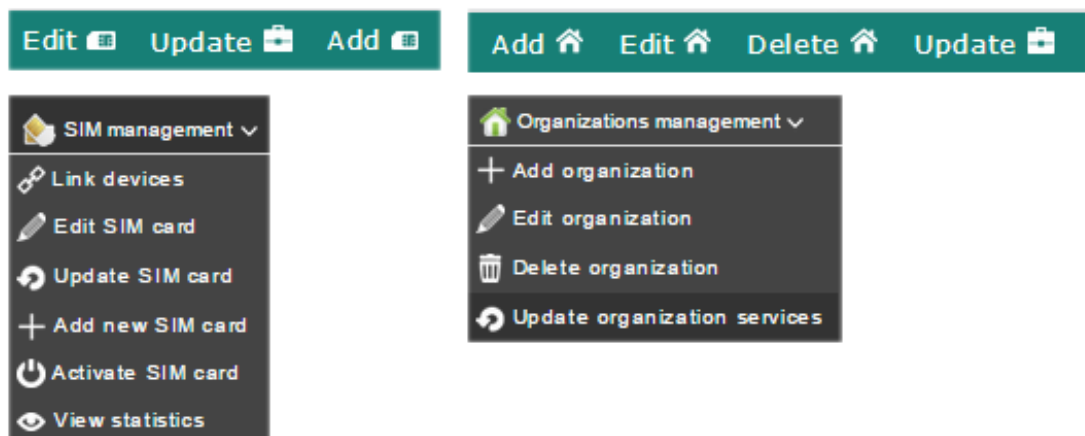 Edit Update Add
Add Edit Delete Update
SIM management
Link devices
Edit SIM card
Update SIM card
Add new SIM card
Activate SIM card
View statistics
Organizations management
Add organization
Edit organization
Delete organization
Update organization services